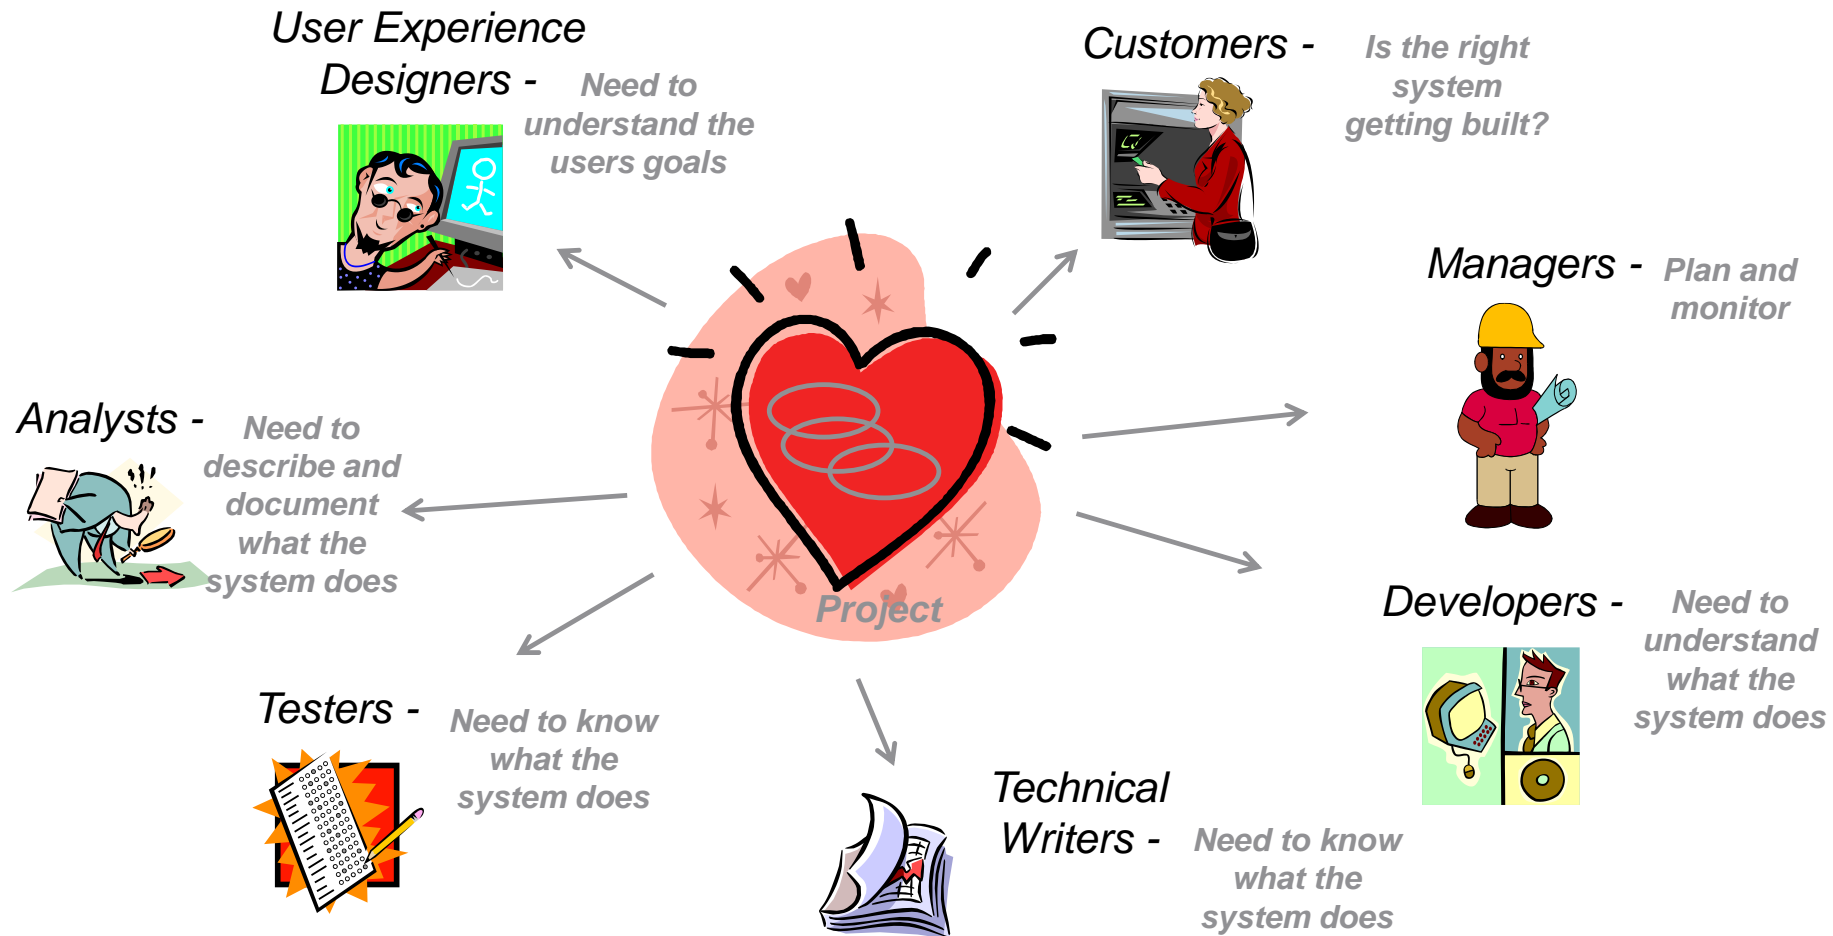 User Experience
Designers -
Need to
understand the
users goals
Customers -
Is the right
system
getting built?
Managers -
Plan and
monitor
Analysts -
Need to
describe and
document
what the
system does
Project
Developers -
Need to
understand
what the
system does
Testers -
Need to know
what the
system does
Technical
Writers -
Need to know
what the
system does